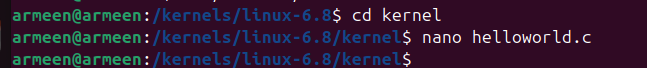 armeen@armeen:/kernels/linux-6.8$ cd kernel
armeen@armeen:/kernels/linux-6.8/kernel$ nano helloworld.c
armeen@armeen:/kernels/linux-6.8/kernel$